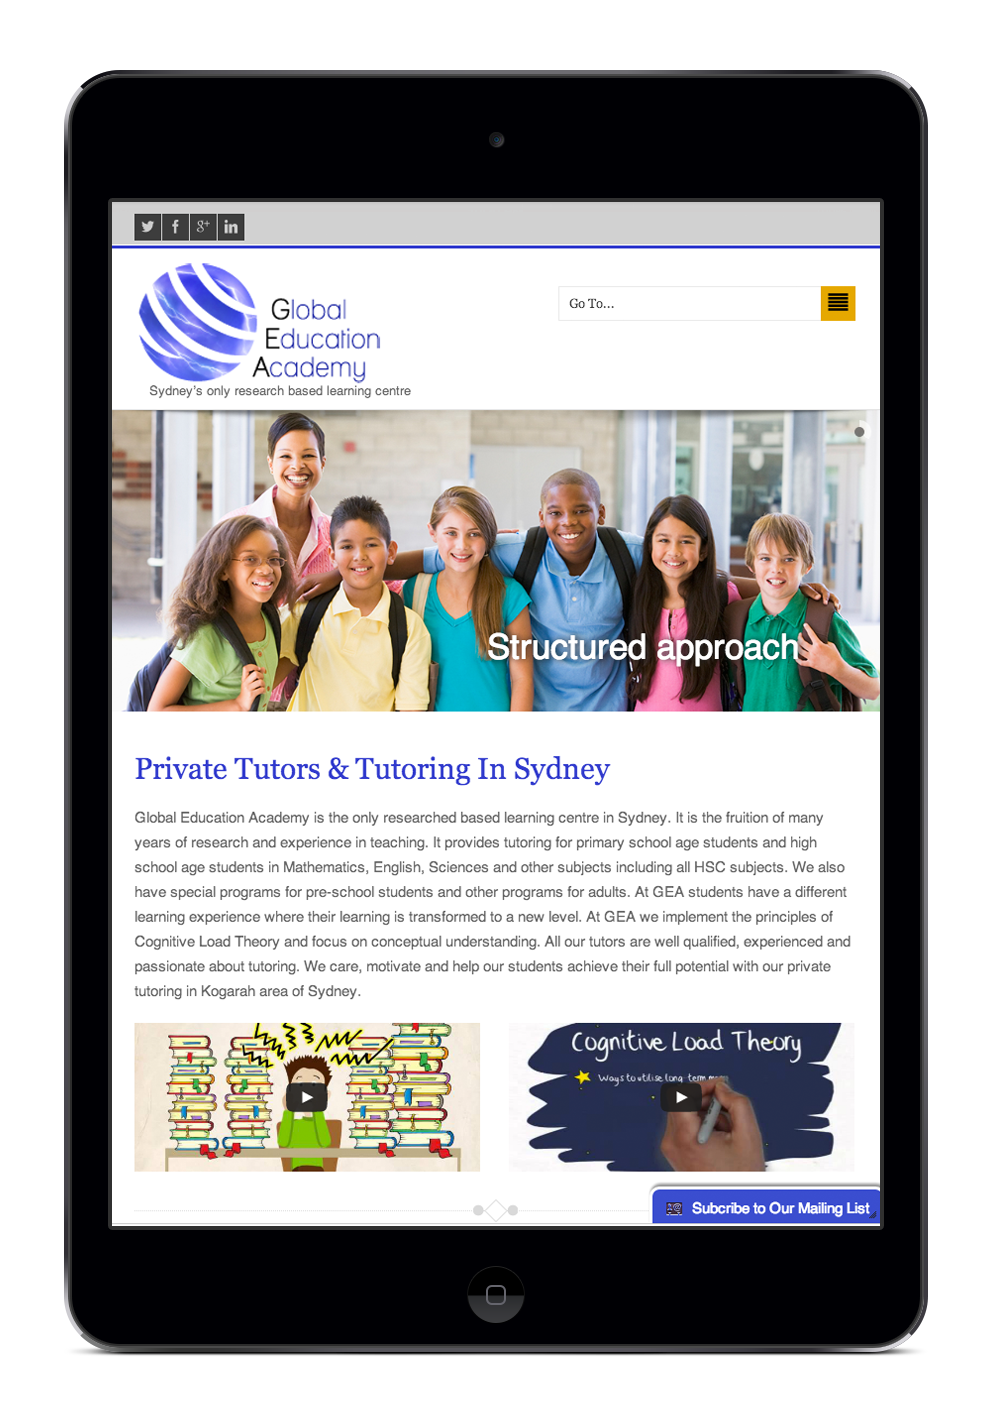 Global
Education
Academy
Sydney's only research based learning centre
Go To...
Structured approach
Private Tutors & Tutoring In Sydney
Global Education Academy is the only researched based learning centre in Sydney. It is the fruition of many
years of research and experience in teaching. It provides tutoring for primary school age students and high
school age students in Mathematics, English, Sciences and other subjects including all HSC subjects. We also
have special programs for pre-school students and other programs for adults. At GEA students have a different
learning experience where their learning is transformed to a new level. At GEA we implement the principles of
Cognitive Load Theory and focus on conceptual understanding. All our tutors are well qualified, experienced and
passionate about tutoring. We care, motivate and help our students achieve their full potential with our private
tutoring in Kogarah area of Sydney.
Cognitive Load Theory
Ways to utilise long-term
Subcribe to Our Mailing List